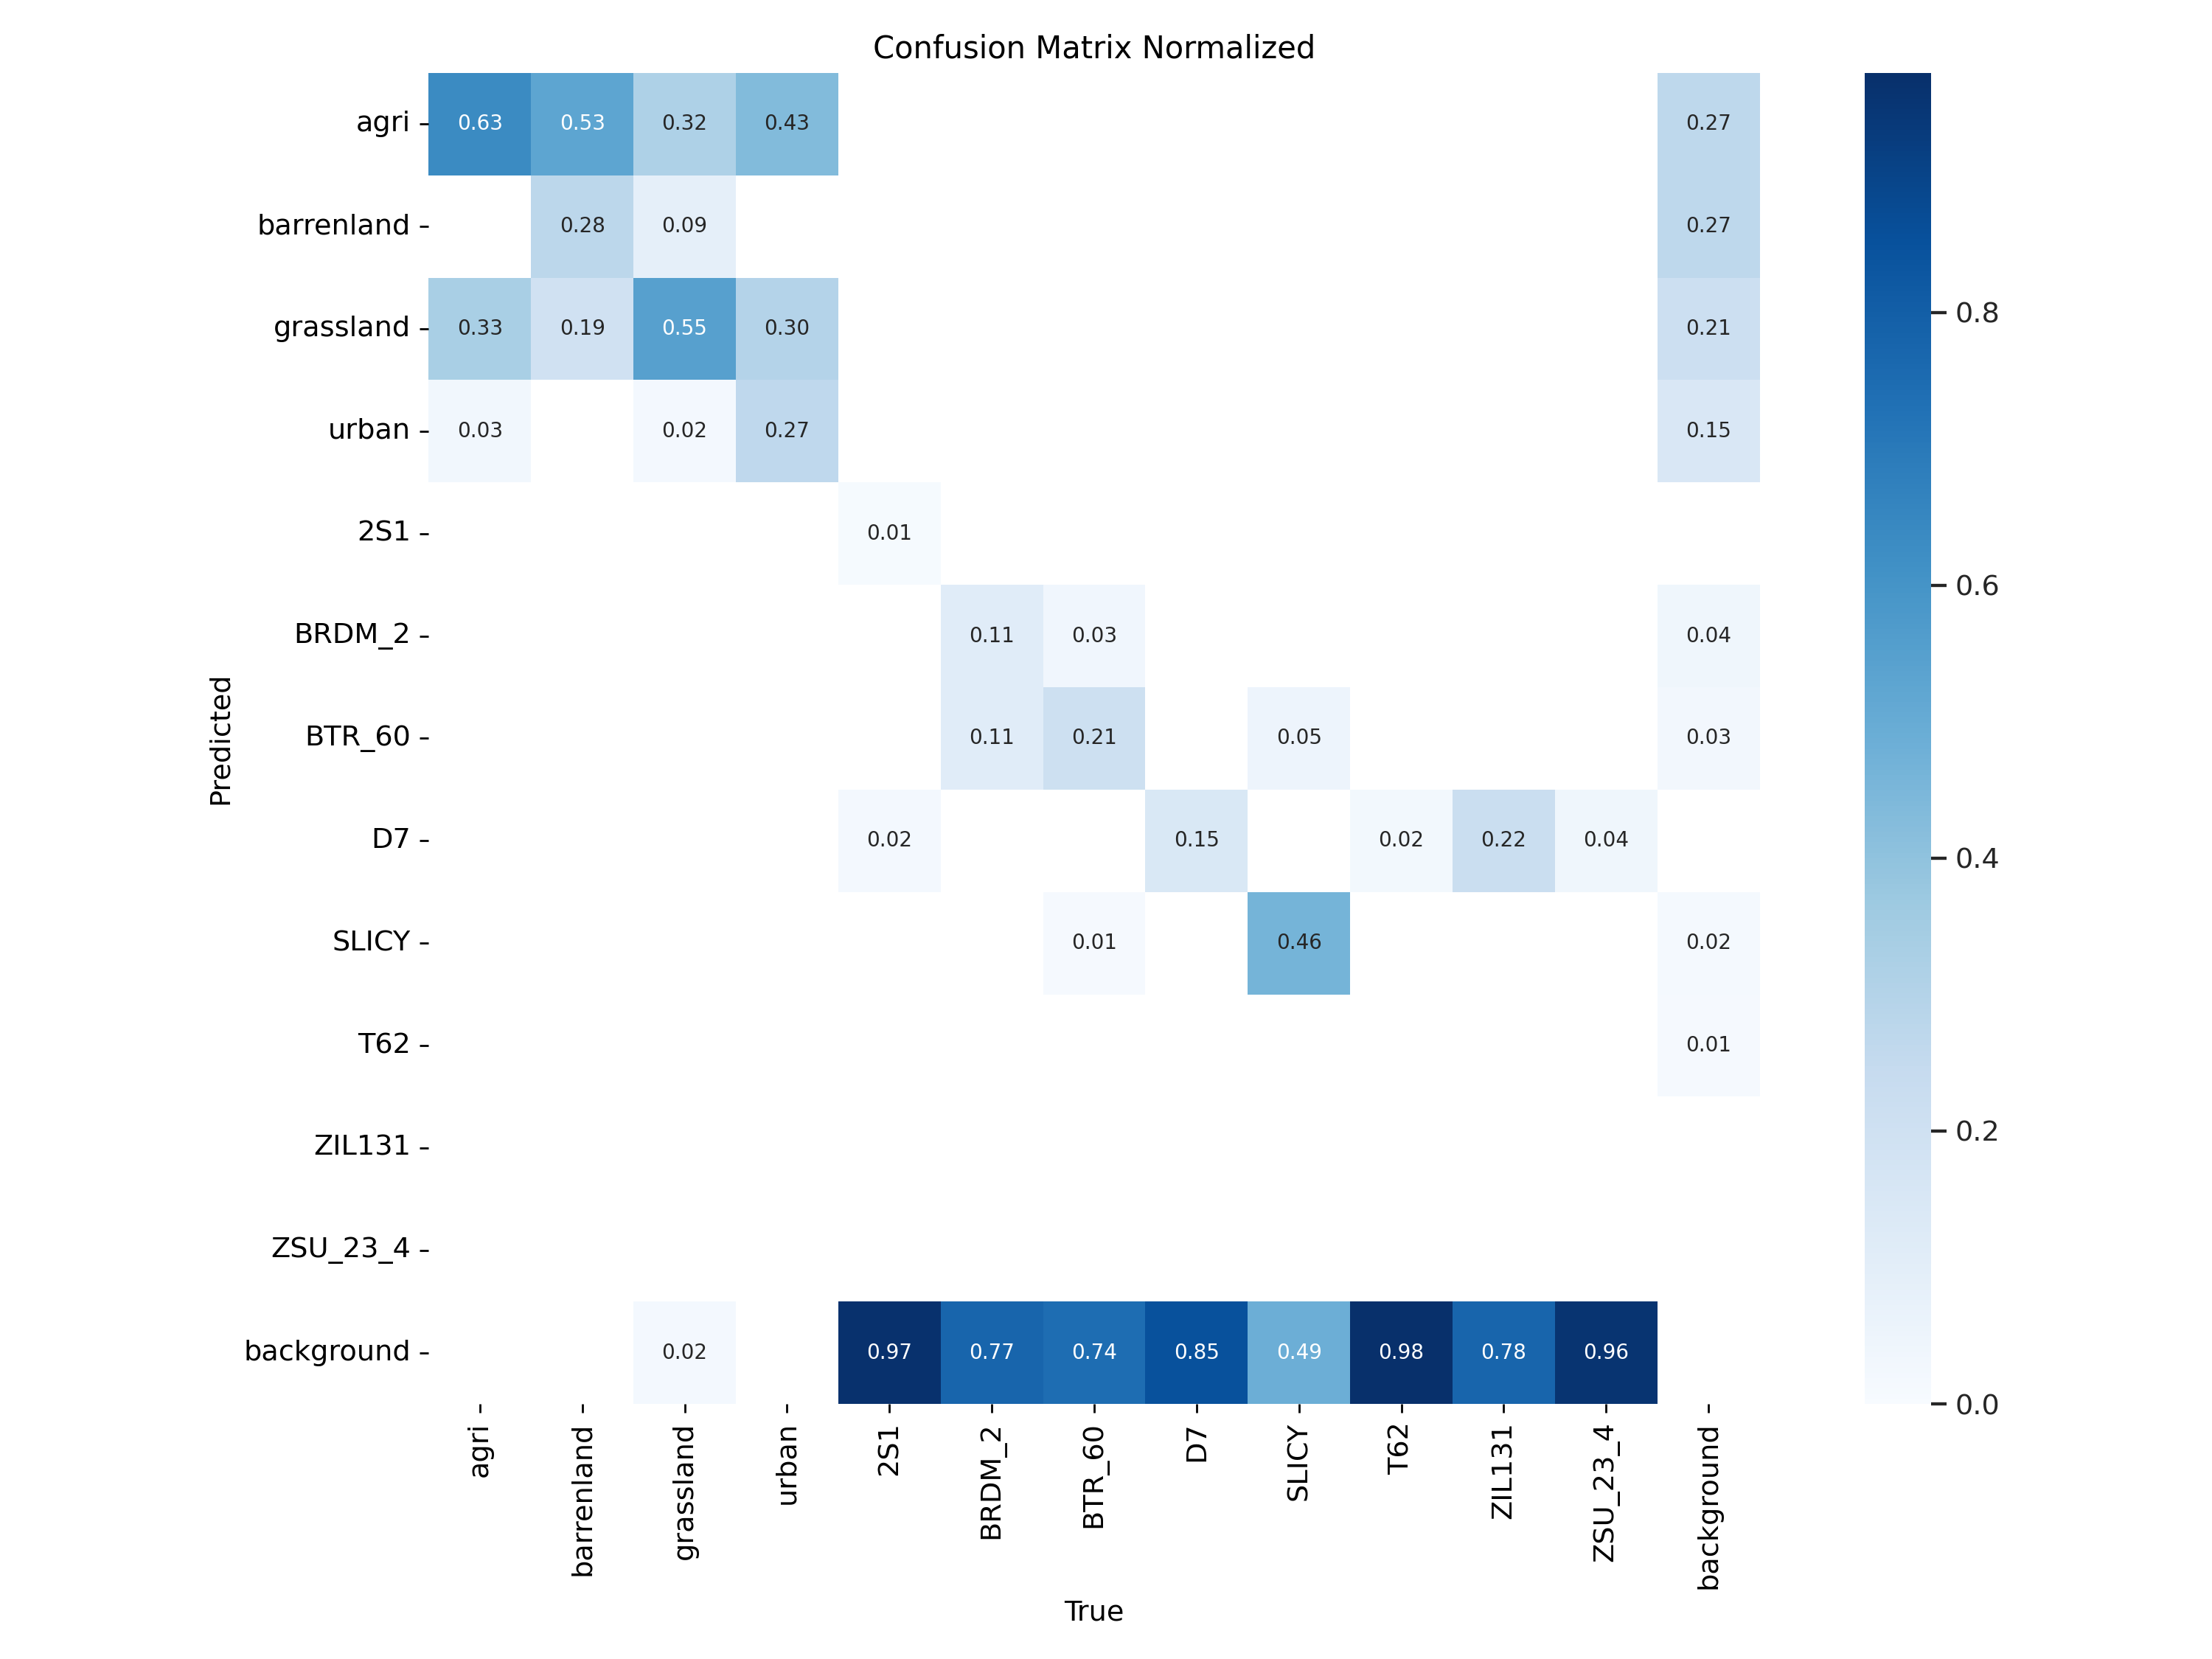 Confusion Matrix Normalized
agri
0.63 0.53 0.32 0.43 0.27
barrenland
0.28 0.09 0.27
grassland
0.33 0.19 0.55 0.30 0.21
urban
0.03 0.02 0.27 0.15
2S1
0.01
BRDM_2
0.11 0.03 0.04
BTR_60
0.11 0.21 0.05 0.03
D7
0.02 0.15 0.02 0.22 0.04
SLICY
0.01 0.46 0.02
T62
0.01
ZIL131
ZSU_23_4
background
0.02 0.97 0.77 0.74 0.85 0.49 0.98 0.78 0.96
Predicted
agri
barrenland
grassland
urban
2S1
BRDM_2
BTR_60
D7
SLICY
T62
ZIL131
ZSU_23_4
background
True
0.8
0.6
0.4
0.2
0.0